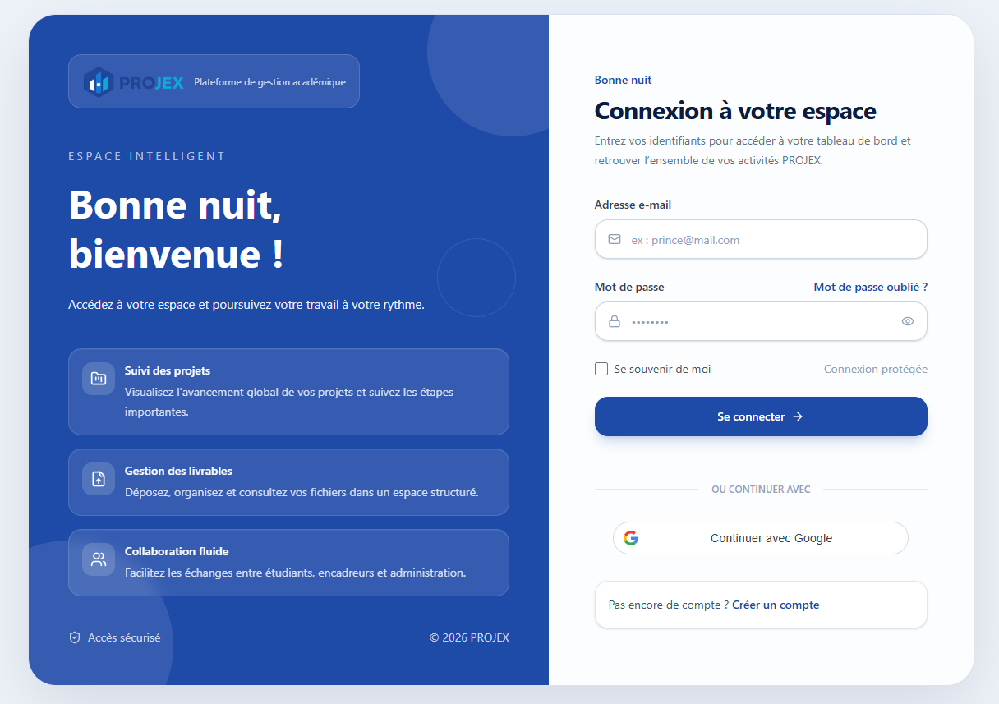 PROJEX Plateforme de gestion académique
ESPACE INTELLIGENT
Bonne nuit,
bienvenue !
Accédez à votre espace et poursuivez votre travail à votre rythme.
Suivi des projets
Visualisez l’avancement global de vos projets et suivez les étapes
importantes.
Gestion des livrables
Déposez, organisez et consultez vos fichiers dans un espace structuré.
Collaboration fluide
Facilitez les échanges entre étudiants, encadreurs et administration.
Accès sécurisé
© 2026 PROJEX
Bonne nuit
Connexion à votre espace
Entrez vos identifiants pour accéder à votre tableau de bord et
retrouver l’ensemble de vos activités PROJEX.
Adresse e-mail
ex : prince@mail.com
Mot de passe
Mot de passe oublié ?
••••••••
Se souvenir de moi
Connexion protégée
Se connecter →
OU CONTINUER AVEC
Continuer avec Google
Pas encore de compte ? Créer un compte